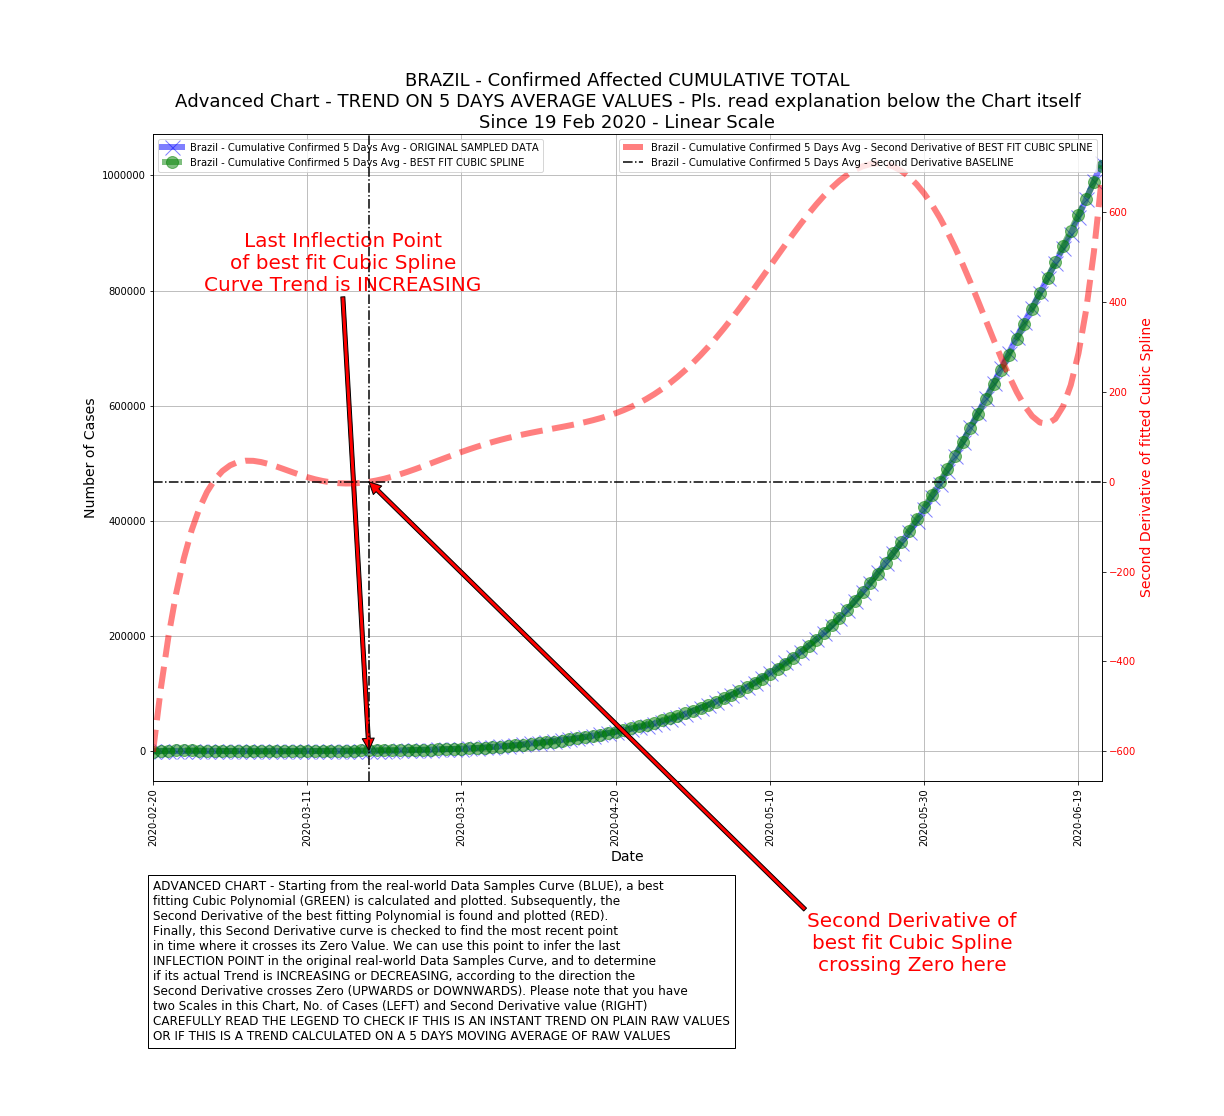 BRAZIL - Confirmed Affected CUMULATIVE TOTAL
Advanced Chart - TREND ON 5 DAYS AVERAGE VALUES - Pls. read explanation below the Chart itself
Since 19 Feb 2020 - Linear Scale
Brazil - Cumulative Confirmed 5 Days Avg - ORIGINAL SAMPLED DATA
Brazil - Cumulative Confirmed 5 Days Avg - BEST FIT CUBIC SPLINE
Brazil - Cumulative Confirmed 5 Days Avg - Second Derivative of BEST FIT CUBIC SPLINE
Brazil - Cumulative Confirmed 5 Days Avg - Second Derivative BASELINE
Last Inflection Point
of best fit Cubic Spline
Curve Trend is INCREASING
Number of Cases
1000000
800000
600000
400000
200000
0
600
400
200
0
−200
−400
−600
Second Derivative of fitted Cubic Spline
2020-02-20
2020-03-11
2020-03-31
2020-04-20
2020-05-10
2020-05-30
2020-06-19
Date
ADVANCED CHART - Starting from the real-world Data Samples Curve (BLUE), a best
fitting Cubic Polynomial (GREEN) is calculated and plotted. Subsequently, the
Second Derivative of the best fitting Polynomial is found and plotted (RED).
Finally, this Second Derivative curve is checked to find the most recent point
in time where it crosses its Zero Value. We can use this point to infer the last
INFLECTION POINT in the original real-world Data Samples Curve, and to determine
if its actual Trend is INCREASING or DECREASING, according to the direction the
Second Derivative crosses Zero (UPWARDS or DOWNWARDS). Please note that you have
two Scales in this Chart, No. of Cases (LEFT) and Second Derivative value (RIGHT)
CAREFULLY READ THE LEGEND TO CHECK IF THIS IS AN INSTANT TREND ON PLAIN RAW VALUES
OR IF THIS IS A TREND CALCULATED ON A 5 DAYS MOVING AVERAGE OF RAW VALUES
Second Derivative of
best fit Cubic Spline
crossing Zero here